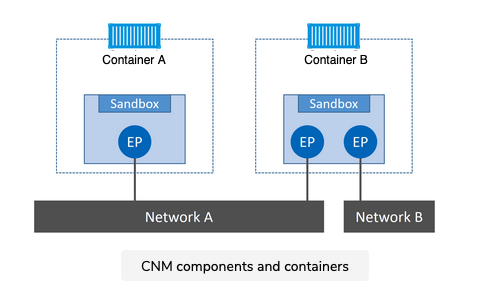 Container A
Container B
Sandbox
Sandbox
EP
EP
EP
Network A
Network B
CNM components and containers